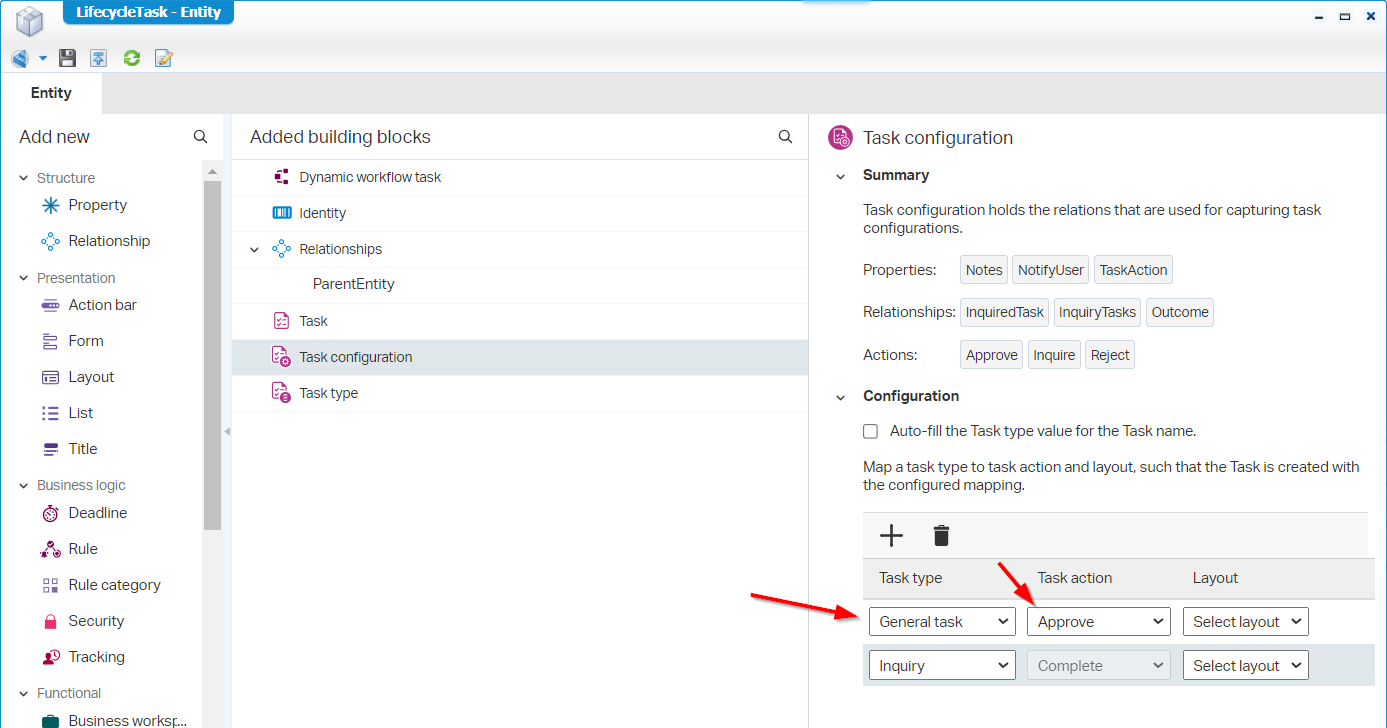 LifecycleTask - Entity
Entity
Add new
Structure
Property
Relationship
Presentation
Action bar
Form
Layout
List
Title
Business logic
Deadline
Rule
Rule category
Security
Tracking
Functional
Business worksp...
Added building blocks
Dynamic workflow task
Identity
Relationships
ParentEntity
Task
Task configuration
Task type
Task configuration
Summary
Task configuration holds the relations that are used for capturing task
configurations.
Properties: Notes NotifyUser TaskAction
Relationships: InquiredTask InquiryTasks Outcome
Actions: Approve Inquire Reject
Configuration
Auto-fill the Task type value for the Task name.
Map a task type to task action and layout, such that the Task is created with
the configured mapping.
Task type Task action Layout
General task Approve Select layout
Inquiry Complete Select layout